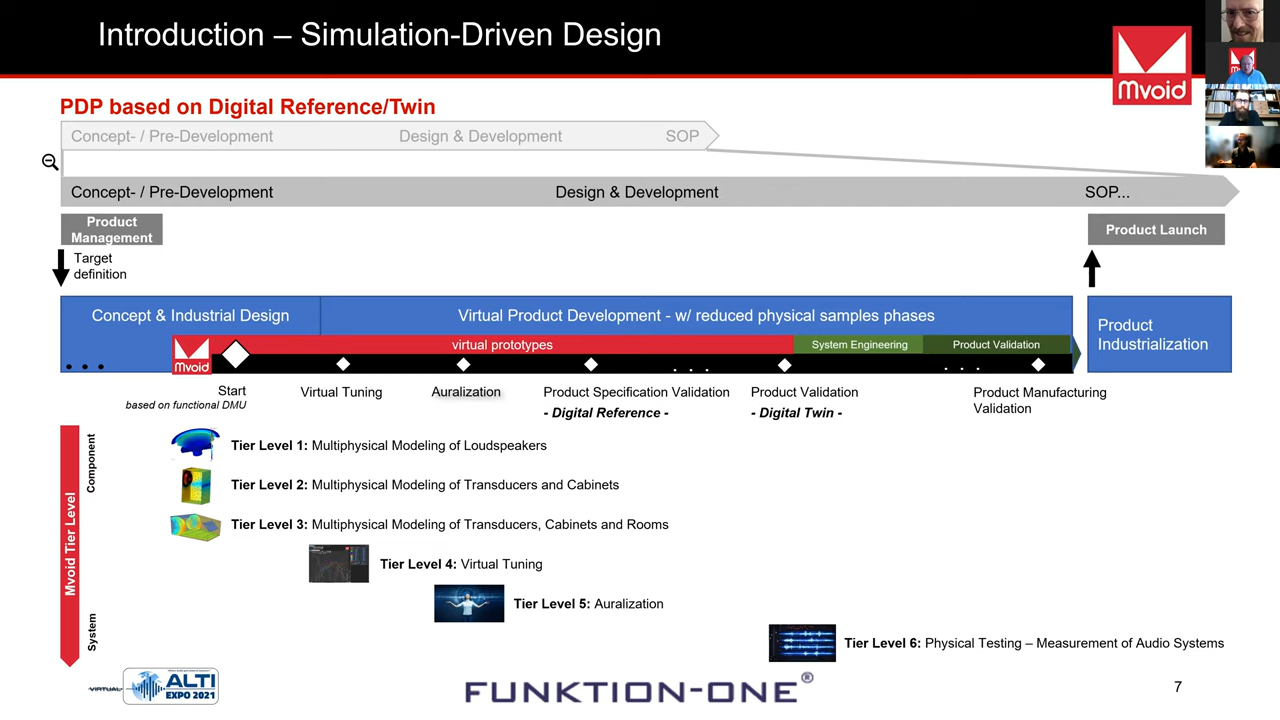 Introduction – Simulation-Driven Design
Mvoid
PDP based on Digital Reference/Twin
Concept- / Pre-Development Design & Development SOP
Concept- / Pre-Development Design & Development SOP...
Product
Management
Product Launch
Target
definition
Concept & Industrial Design
Virtual Product Development - w/ reduced physical samples phases
Product
Industrialization
Mvoid
virtual prototypes
System Engineering
Product Validation
Start
based on functional DMU
Virtual Tuning
Auralization
Product Specification Validation
- Digital Reference -
Product Validation
- Digital Twin -
Product Manufacturing
Validation
Mvoid Tier Level
Component
System
Tier Level 1: Multiphysical Modeling of Loudspeakers
Tier Level 2: Multiphysical Modeling of Transducers and Cabinets
Tier Level 3: Multiphysical Modeling of Transducers, Cabinets and Rooms
Tier Level 4: Virtual Tuning
Tier Level 5: Auralization
Tier Level 6: Physical Testing – Measurement of Audio Systems
VIRTUAL
ALTI
EXPO 2021
FUNKTION-ONE®
7